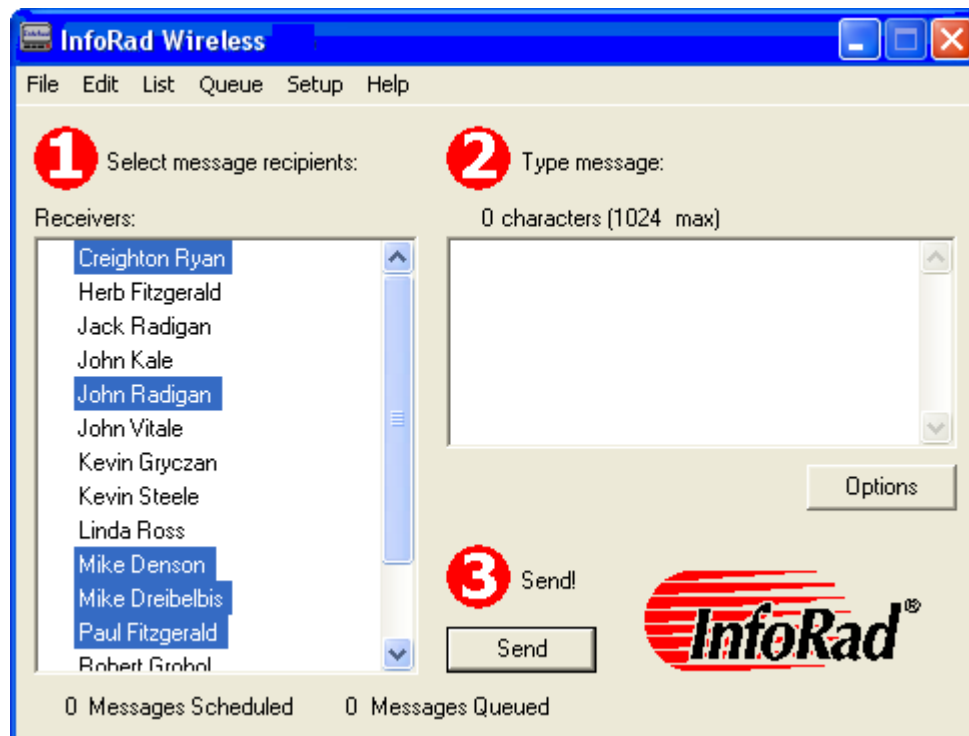 InfoRad Wireless
File Edit List Queue Setup Help
1 Select message recipients:
2 Type message:
Receivers:
0 characters (1024 max)
Creighton Ryan
Herb Fitzgerald
Jack Radigan
John Kale
John Radigan
John Vitale
Kevin Gryczan
Kevin Steele
Linda Ross
Mike Denson
Mike Dreibelbis
Paul Fitzgerald
Robert Grobol
Options
3 Send!
Send
InfoRad®
0 Messages Scheduled 0 Messages Queued